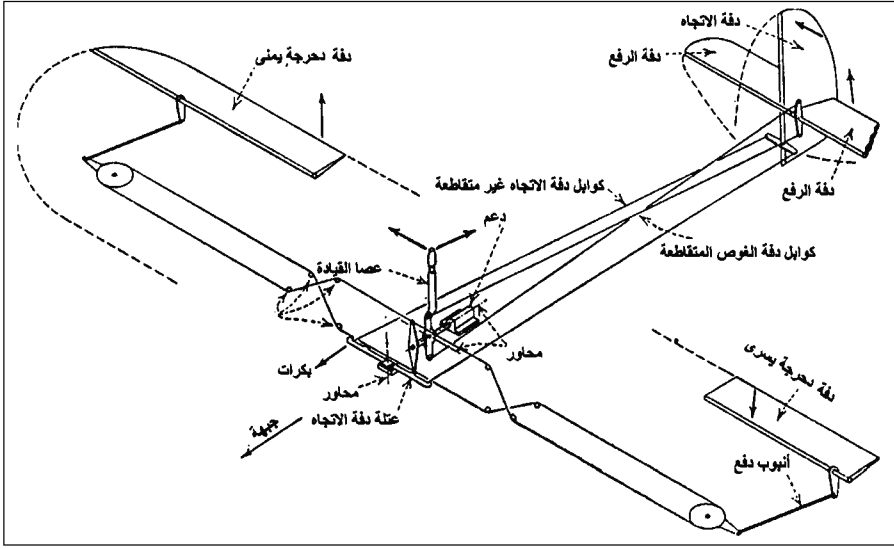 دفة الاتجاه
دفة دحرجة يمنى
دفة الرفع
كوابل دفة الاتجاه غير متقاطعة
دفة الرفع
دعم
كوابل دفة الغوص المتقاطعة
عصا القيادة
محاور
بكرات
دفة دحرجة يسرى
محاور
عتلة دفة الاتجاه
جبهة
أنبوب دفع